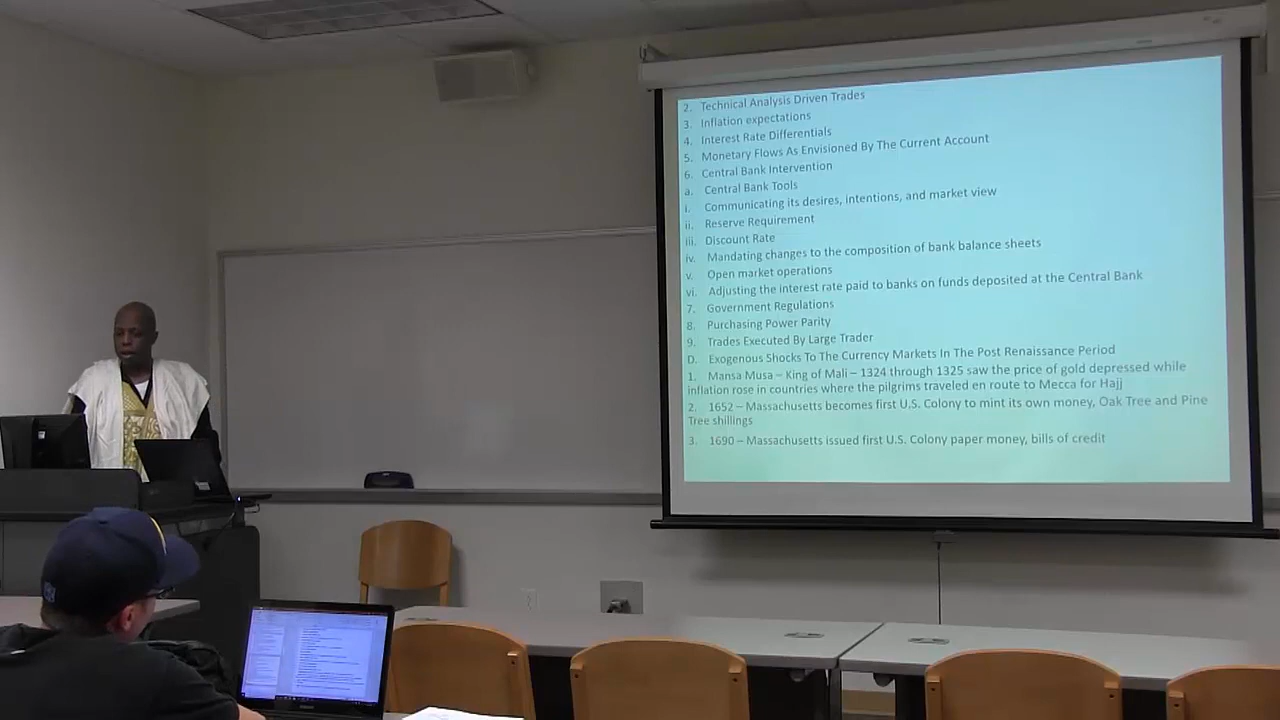 2. Technical Analysis Driven Trades
3. Inflation expectations
4. Interest Rate Differentials
5. Monetary Flows As Envisioned By The Current Account
6. Central Bank Intervention
a. Central Bank Tools
i. Communicating its desires, intentions, and market view
ii. Reserve Requirement
iii. Discount Rate
iv. Mandating changes to the composition of bank balance sheets
v. Open market operations
vi. Adjusting the interest rate paid to banks on funds deposited at the Central Bank
7. Government Regulations
8. Purchasing Power Parity
9. Trades Executed By Large Trader
D. Exogenous Shocks To The Currency Markets In The Post Renaissance Period
1. Mansa Musa – King of Mali – 1324 through 1325 saw the price of gold depressed while
inflation rose in countries where the pilgrims traveled en route to Mecca for Hajj
2. 1652 – Massachusetts becomes first U.S. Colony to mint its own money, Oak Tree and Pine
Tree shillings
3. 1690 – Massachusetts issued first U.S. Colony paper money, bills of credit